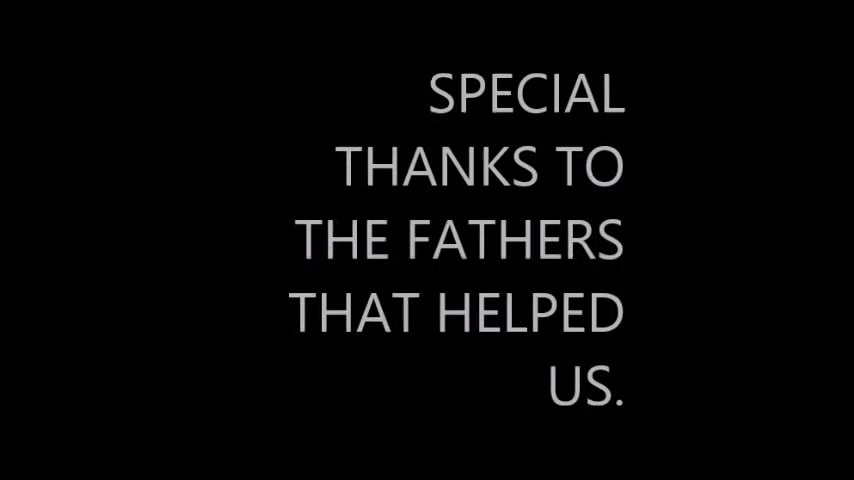 SPECIAL
THANKS TO
THE FATHERS
THAT HELPED
US.